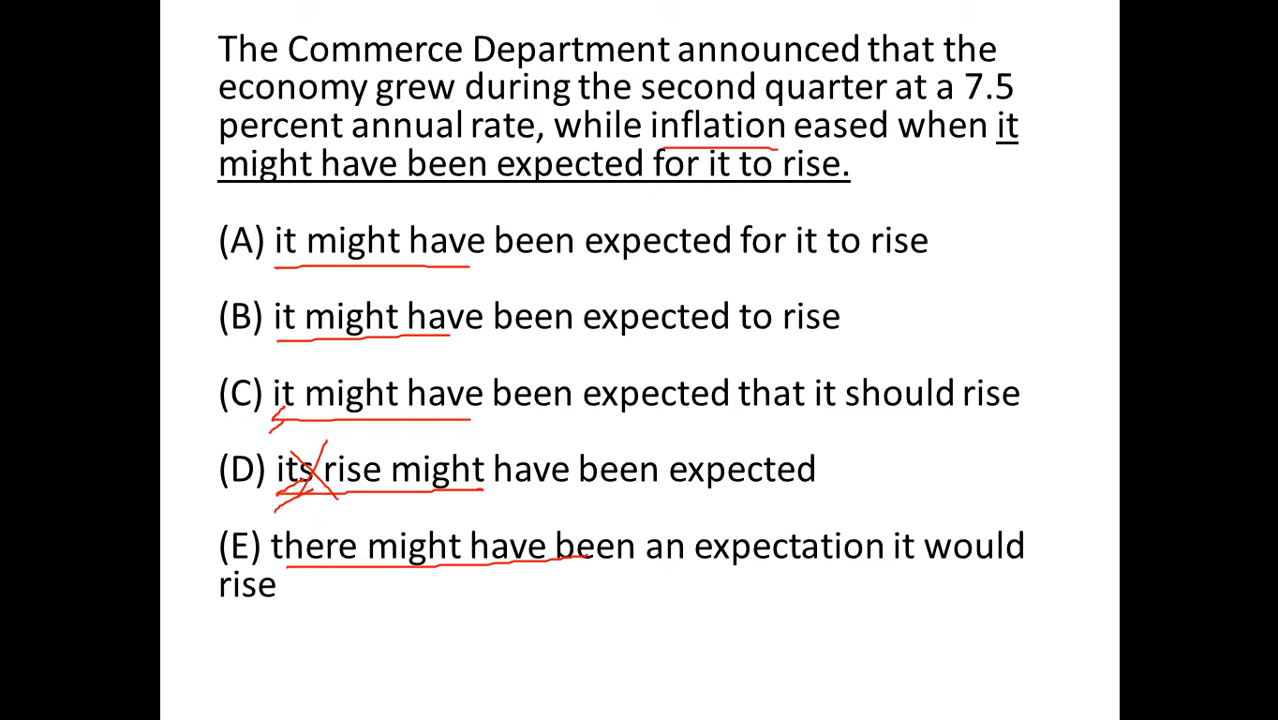 The Commerce Department announced that the
economy grew during the second quarter at a 7.5
percent annual rate, while inflation eased when it
might have been expected for it to rise.
(A) it might have been expected for it to rise
(B) it might have been expected to rise
(C) it might have been expected that it should rise
(D) its rise might have been expected
(E) there might have been an expectation it would
rise